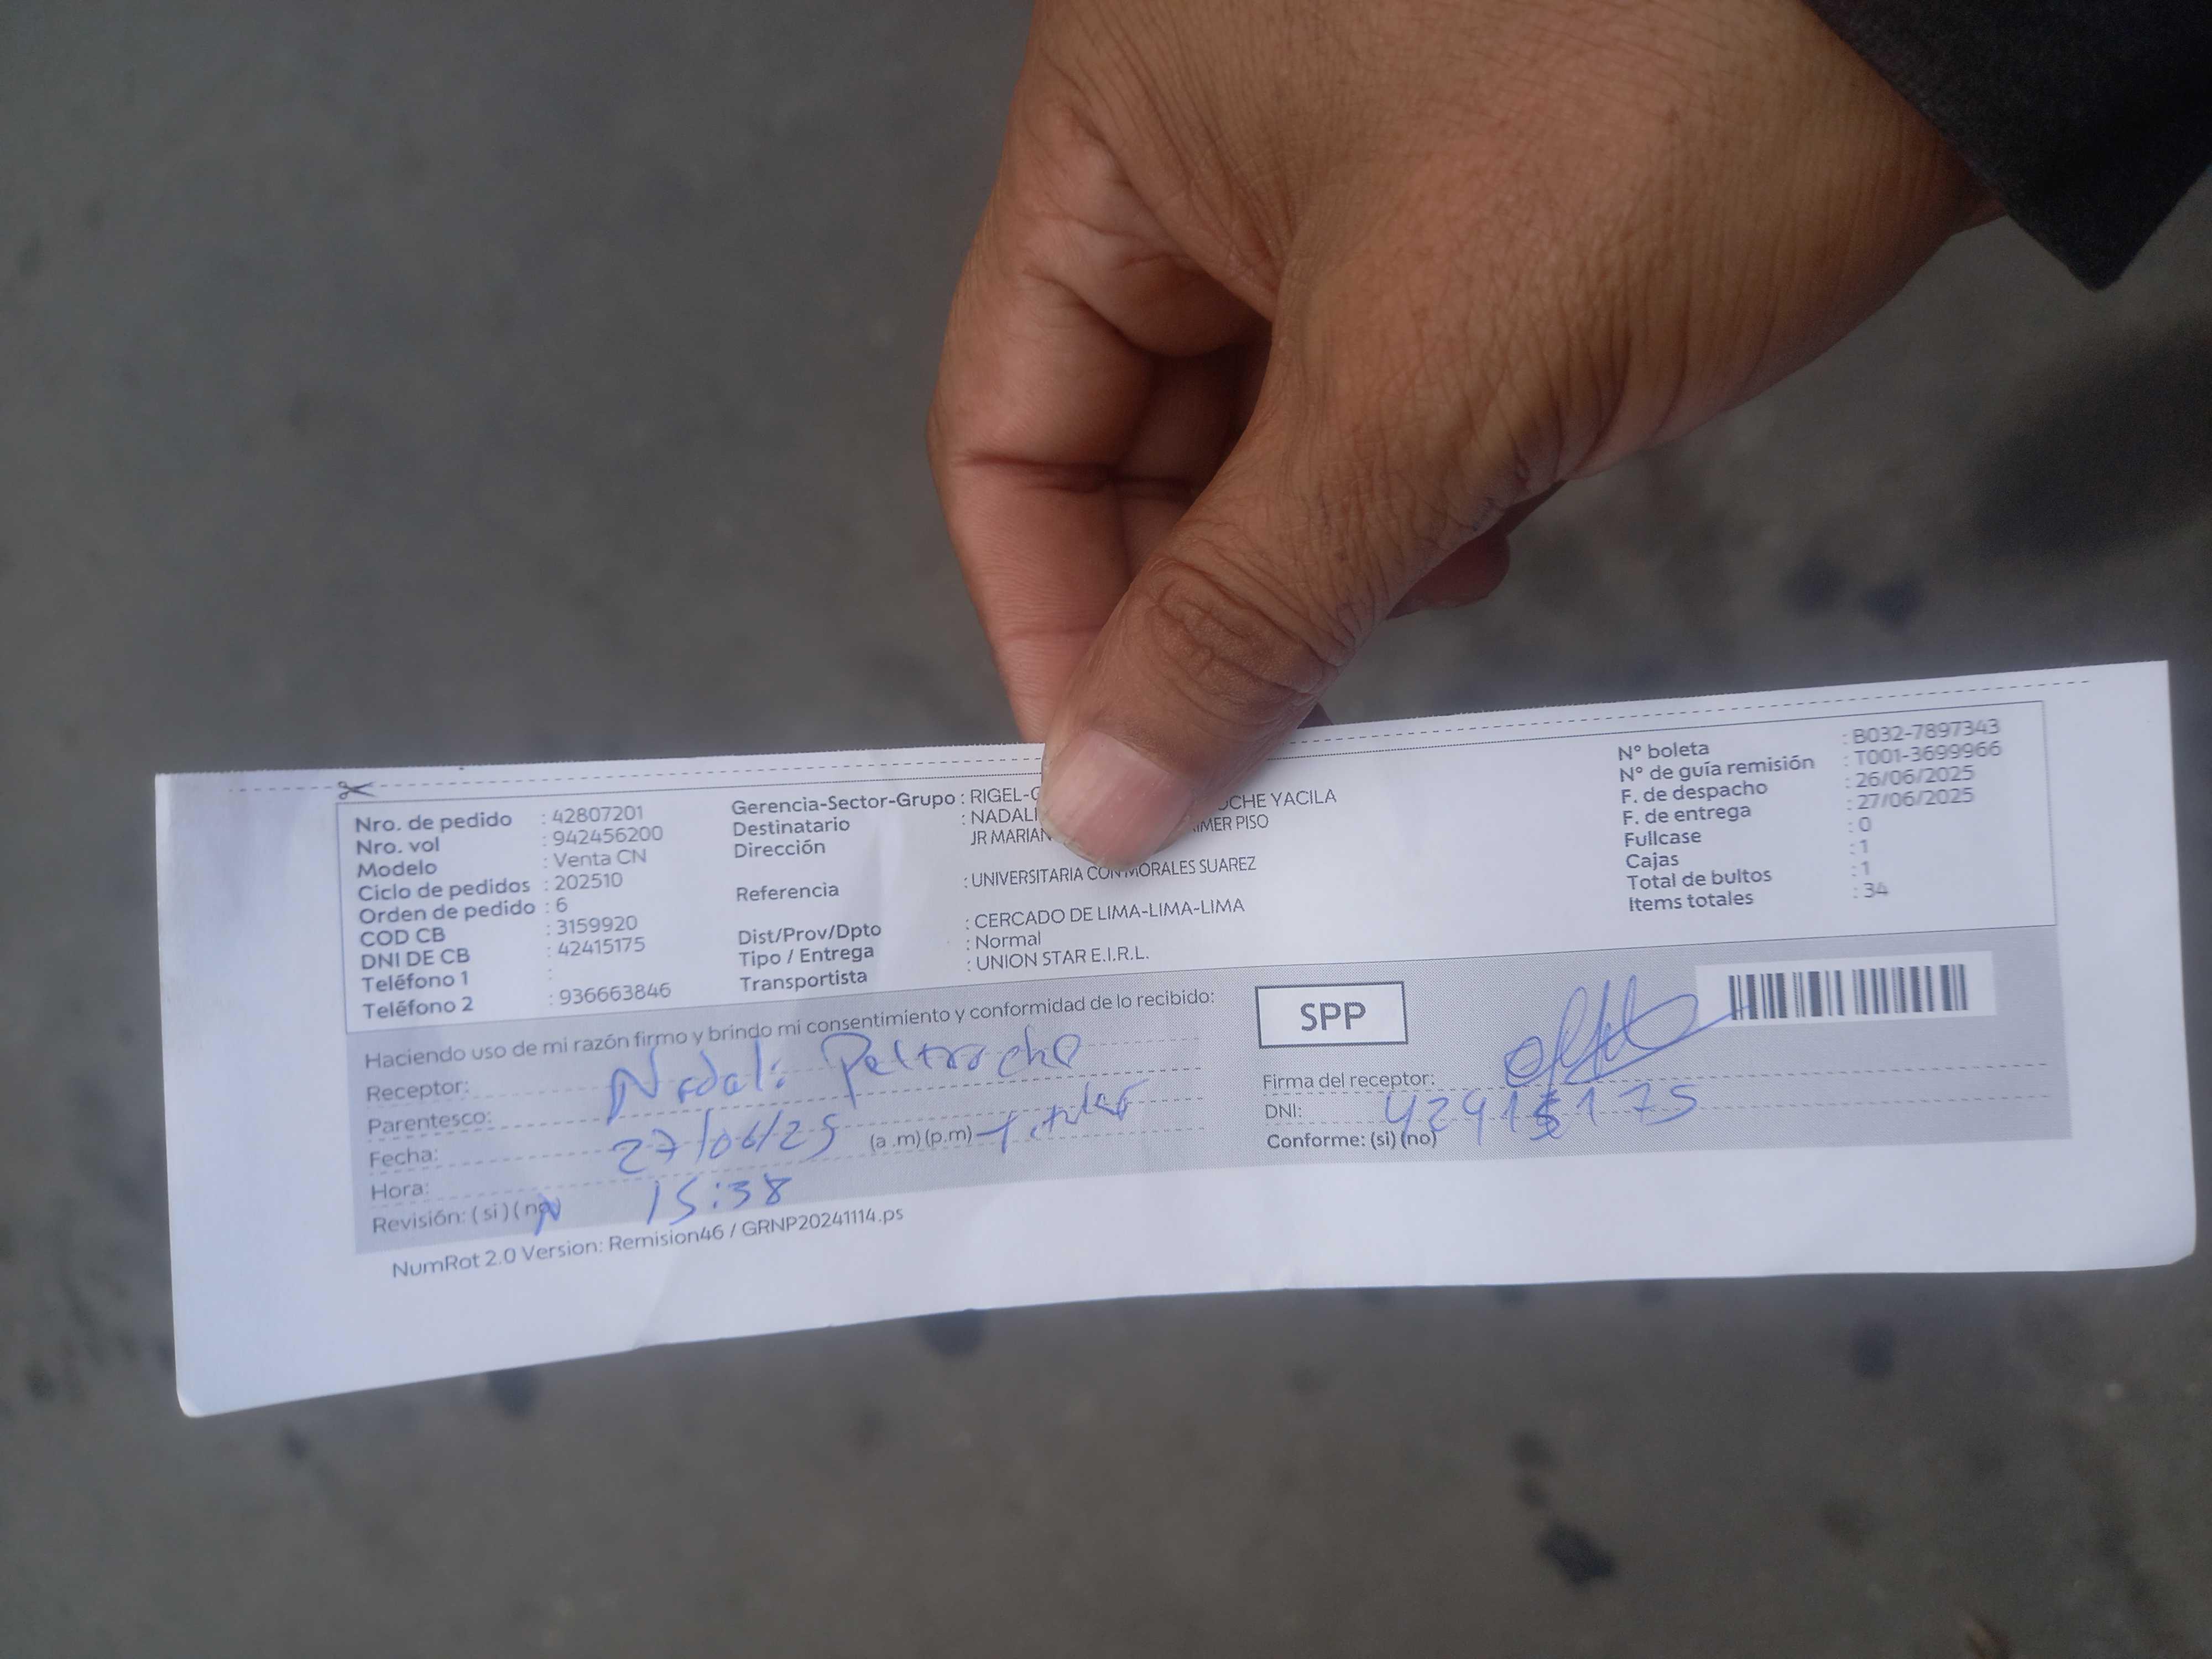 Nro. de pedido : 42807201
Nro. vol : 942456200
Modelo : Venta CN
Ciclo de pedidos : 202510
Orden de pedido : 6
COD CB : 3159920
DNI DE CB : 42415175
Teléfono 1 :
Teléfono 2 : 936663846
Gerencia-Sector-Grupo : RIGEL-
Destinatario : NADALI YACILA
Dirección JR PISO
Referencia : UNIVERSITARIA CON MORALES SUAREZ
Dist/Prov/Dpto : CERCADO DE LIMA-LIMA-LIMA
Tipo / Entrega : Normal
Transportista : UNION STAR E.I.R.L.
N° boleta : B032-7897343
N° de guía remisión : T001-3699966
F. de despacho : 26/06/2025
F. de entrega : 27/06/2025
Fullcase : 0
Cajas : 1
Total de bultos : 1
Items totales : 34
Haciendo uso de mi razón firmo y brindo mi consentimiento y conformidad de lo recibido:
Receptor: Nadali Peltroche
Parentesco: titular
Fecha: 27/06/25 (a .m) (p.m)
Hora: 15:38
Revisión: ( si ) ( no
SPP
Firma del receptor:
DNI: 42415175
Conforme: (si) (no)
NumRot 2.0 Version: Remision46 / GRNP20241114.ps